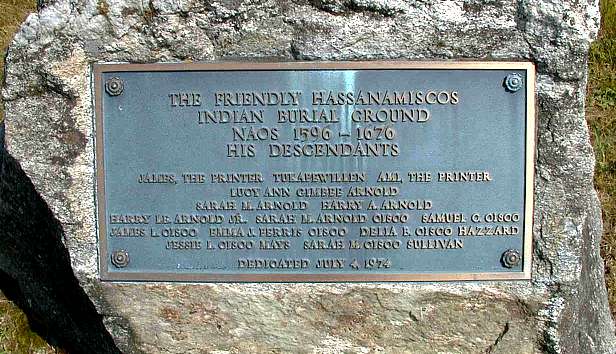 THE FRIENDLY HASSANAMISCOS
INDIAN BURIAL GROUND
NAOS 1596 – 1676
HIS DESCENDANTS
JAMES, THE PRINTER TUKAPEWILLEN AMI, THE PRINTER
LUCY ANN GIMBEE ARNOLD
SARAH M. ARNOLD HARRY A. ARNOLD
HARRY LE. ARNOLD JR. SARAH M. ARNOLD CISCO SAMUEL C. CISCO
JAMES L. CISCO EMMA J. FERRIS CISCO DELIA B. CISCO HAZZARD
JESSIE L. CISCO MAYS SARAH M. CISCO SULLIVAN
DEDICATED JULY 4, 1974